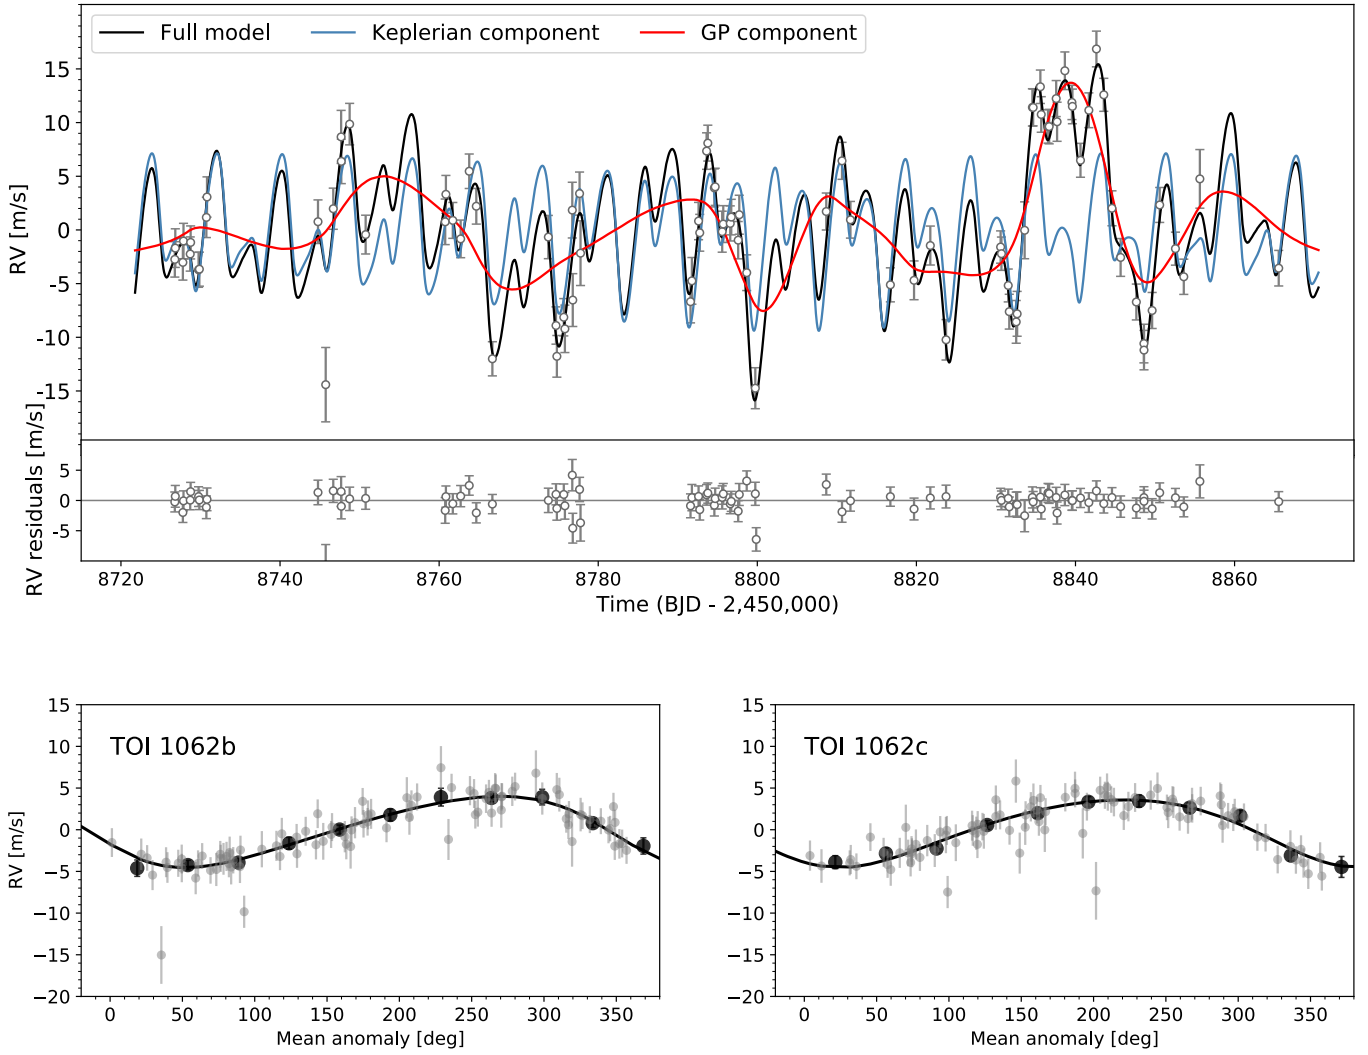 Full model
Keplerian component
GP component
RV [m/s]
15
10
5
0
-5
-10
-15
RV residuals [m/s]
5
0
-5
8720 8740 8760 8780 8800 8820 8840 8860
Time (BJD - 2,450,000)
TOI 1062b
RV [m/s]
15
10
5
0
−5
−10
−15
−20
0 50 100 150 200 250 300 350
Mean anomaly [deg]
TOI 1062c
15
10
5
0
−5
−10
−15
−20
0 50 100 150 200 250 300 350
Mean anomaly [deg]